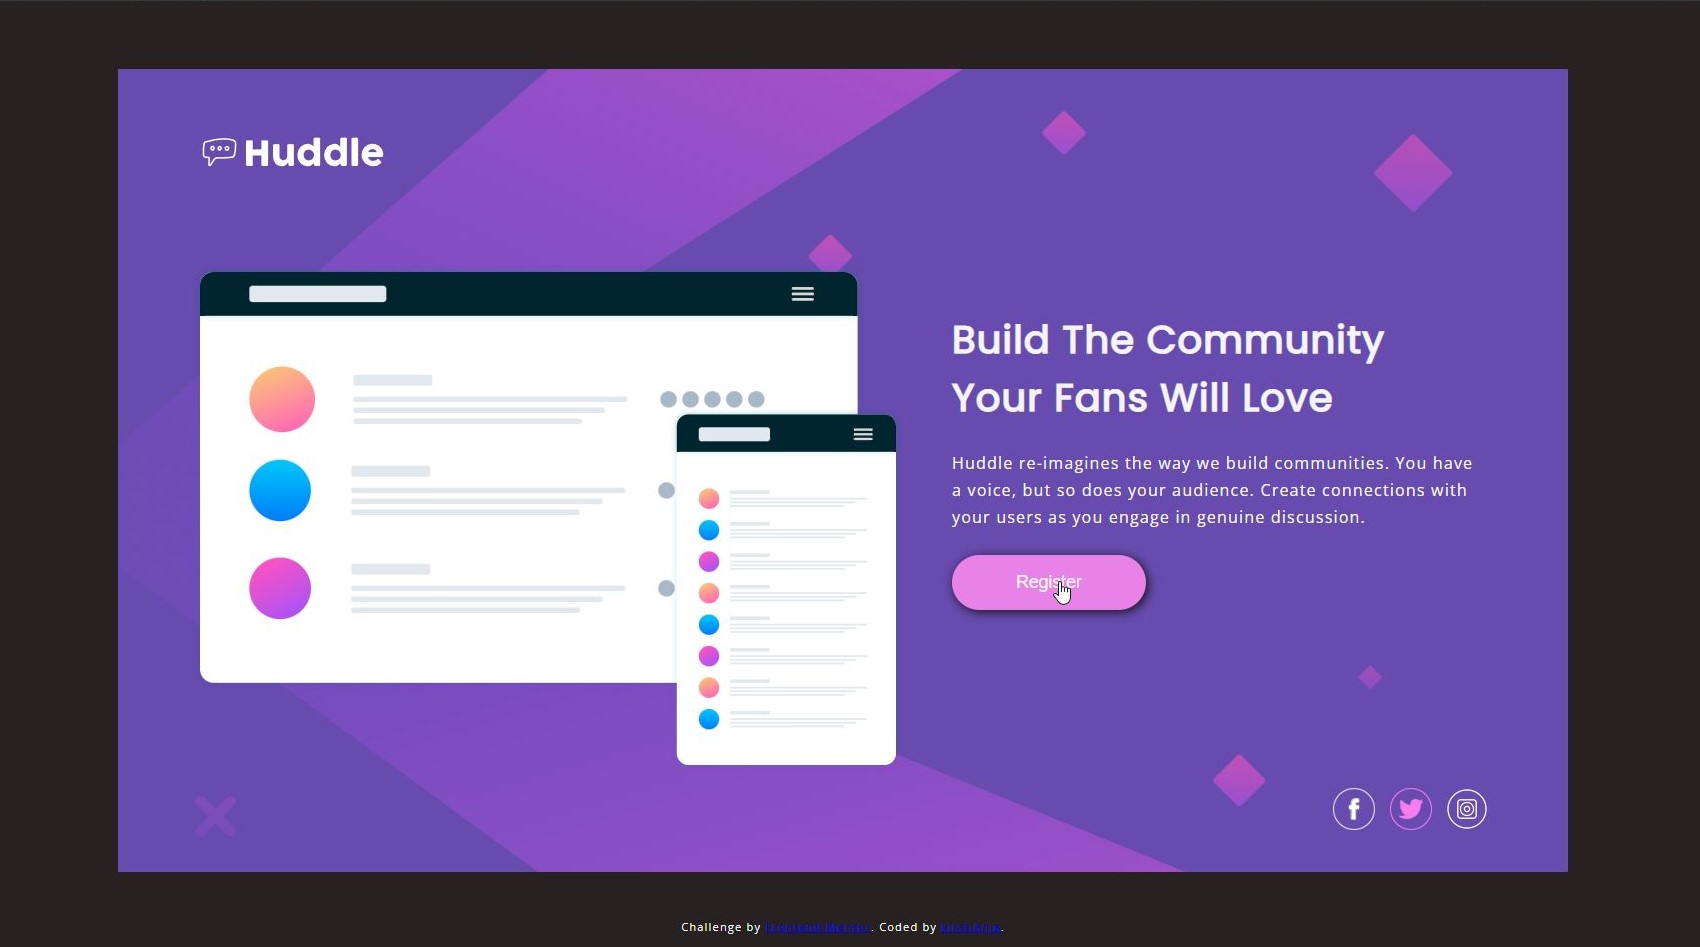 Huddle
Build The Community
Your Fans Will Love
Huddle re-imagines the way we build communities. You have
a voice, but so does your audience. Create connections with
your users as you engage in genuine discussion.
Register
Challenge by Frontend Mentor. Coded by